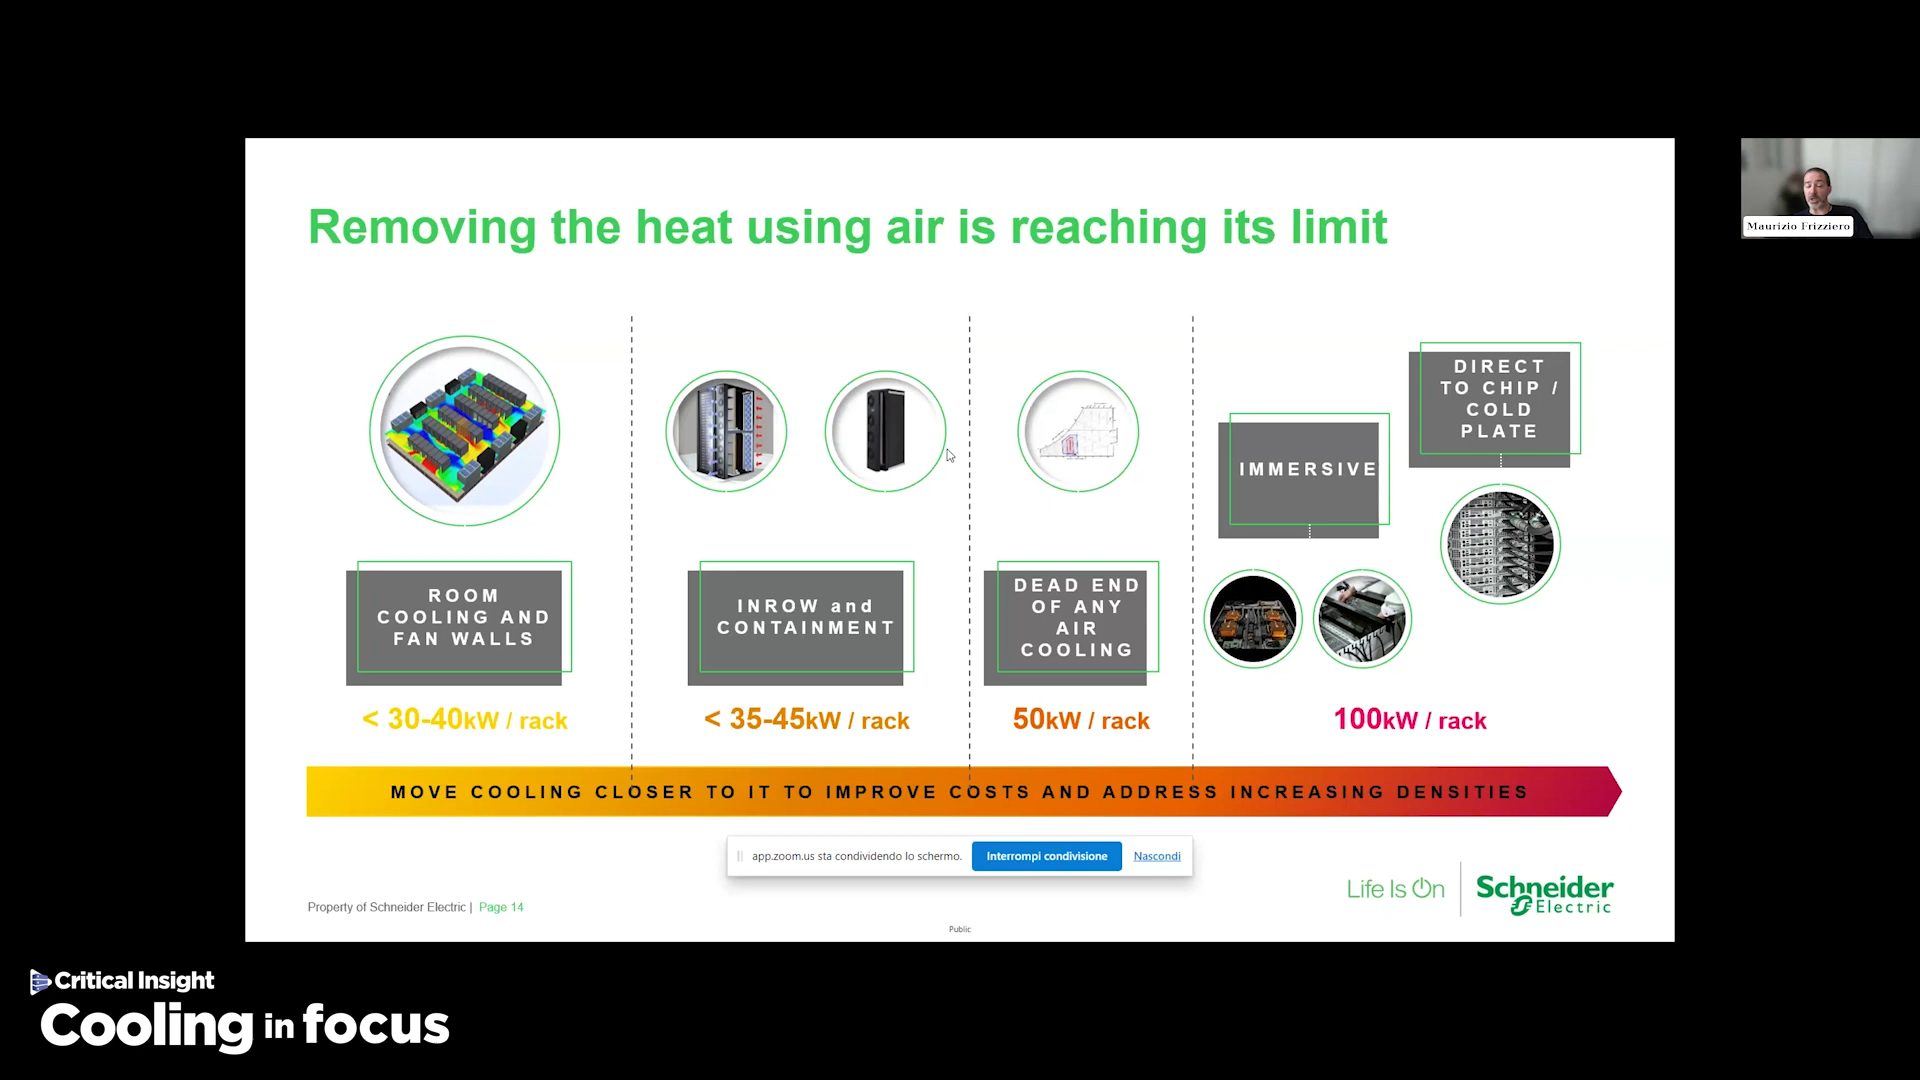 Removing the heat using air is reaching its limit
Maurizio Frizziero
DIRECT
TO CHIP /
COLD
PLATE
IMMERSIVE
ROOM
COOLING AND
FAN WALLS
INROW and
CONTAINMENT
DEAD END
OF ANY
AIR
COOLING
< 30-40kW / rack
< 35-45kW / rack
50kW / rack
100kW / rack
MOVE COOLING CLOSER TO IT TO IMPROVE COSTS AND ADDRESS INCREASING DENSITIES
app.zoom.us sta condividendo lo schermo.
Interrompi condivisione
Nascondi
Life Is On
Schneider
Electric
Property of Schneider Electric | Page 14
Public
Critical Insight
Cooling in focus